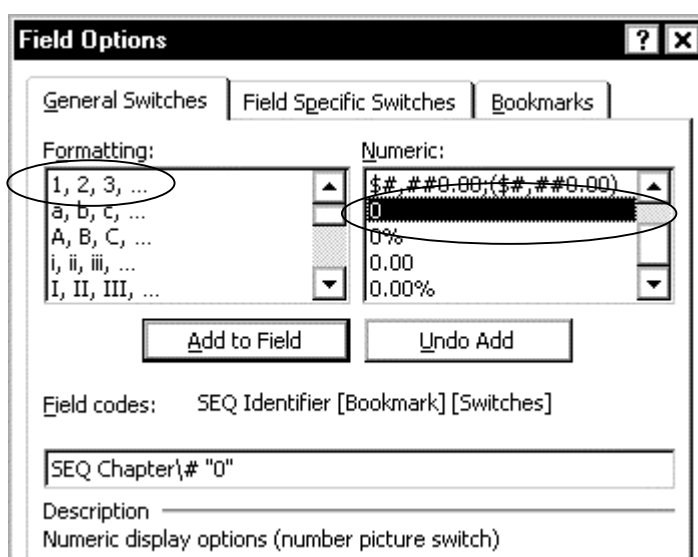 Field Options
General Switches Field Specific Switches Bookmarks
Formatting: Numeric:
1, 2, 3, ... $#,##0.00;($#,##0.00)
a, b, c, ... 0
A, B, C, ... 0%
i, ii, iii, ... 0.00
I, II, III, ... 0.00%
Add to Field Undo Add
Field codes: SEQ Identifier [Bookmark] [Switches]
SEQ Chapter\# "0"
Description
Numeric display options (number picture switch)